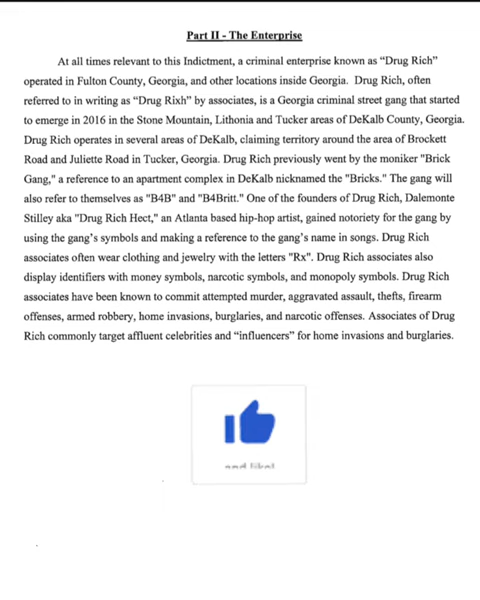 Part II - The Enterprise
At all times relevant to this Indictment, a criminal enterprise known as “Drug Rich”
operated in Fulton County, Georgia, and other locations inside Georgia. Drug Rich, often
referred to in writing as “Drug Rixh” by associates, is a Georgia criminal street gang that started
to emerge in 2016 in the Stone Mountain, Lithonia and Tucker areas of DeKalb County, Georgia.
Drug Rich operates in several areas of DeKalb, claiming territory around the area of Brockett
Road and Juliette Road in Tucker, Georgia. Drug Rich previously went by the moniker "Brick
Gang," a reference to an apartment complex in DeKalb nicknamed the "Bricks." The gang will
also refer to themselves as "B4B" and "B4Britt." One of the founders of Drug Rich, Dalemonte
Stilley aka "Drug Rich Hect," an Atlanta based hip-hop artist, gained notoriety for the gang by
using the gang’s symbols and making a reference to the gang’s name in songs. Drug Rich
associates often wear clothing and jewelry with the letters "Rx". Drug Rich associates also
display identifiers with money symbols, narcotic symbols, and monopoly symbols. Drug Rich
associates have been known to commit attempted murder, aggravated assault, thefts, firearm
offenses, armed robbery, home invasions, burglaries, and narcotic offenses. Associates of Drug
Rich commonly target affluent celebrities and “influencers” for home invasions and burglaries.
and